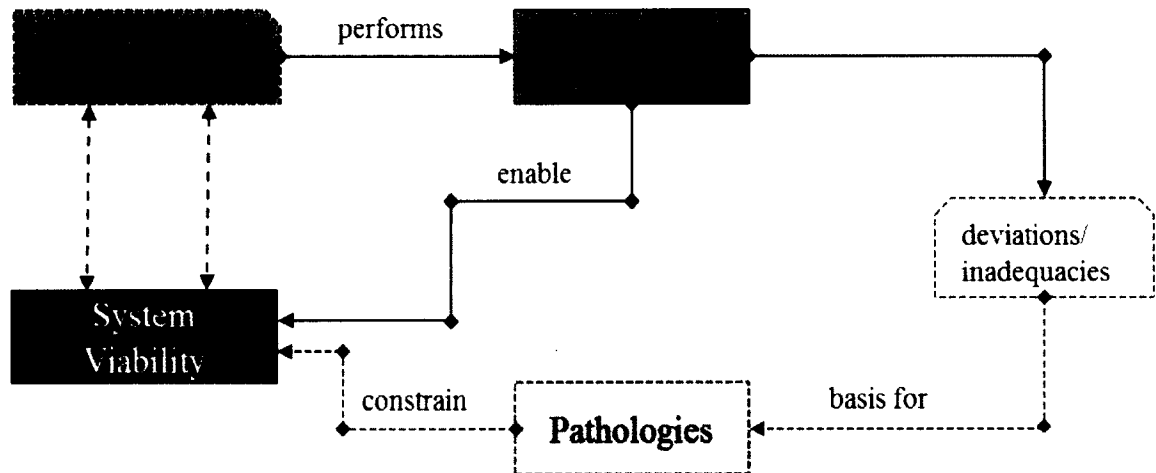 performs
enable
deviations/
inadequacies
System
Viability
constrain
Pathologies
basis for